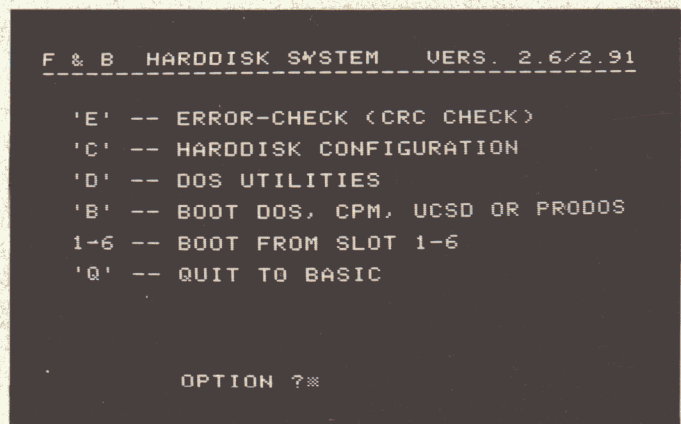 F & B HARDDISK SYSTEM VERS. 2.6/2.91
'E' -- ERROR-CHECK (CRC CHECK)
'C' -- HARDDISK CONFIGURATION
'D' -- DOS UTILITIES
'B' -- BOOT DOS, CPM, UCSD OR PRODOS
1-6 -- BOOT FROM SLOT 1-6
'Q' -- QUIT TO BASIC
OPTION ?